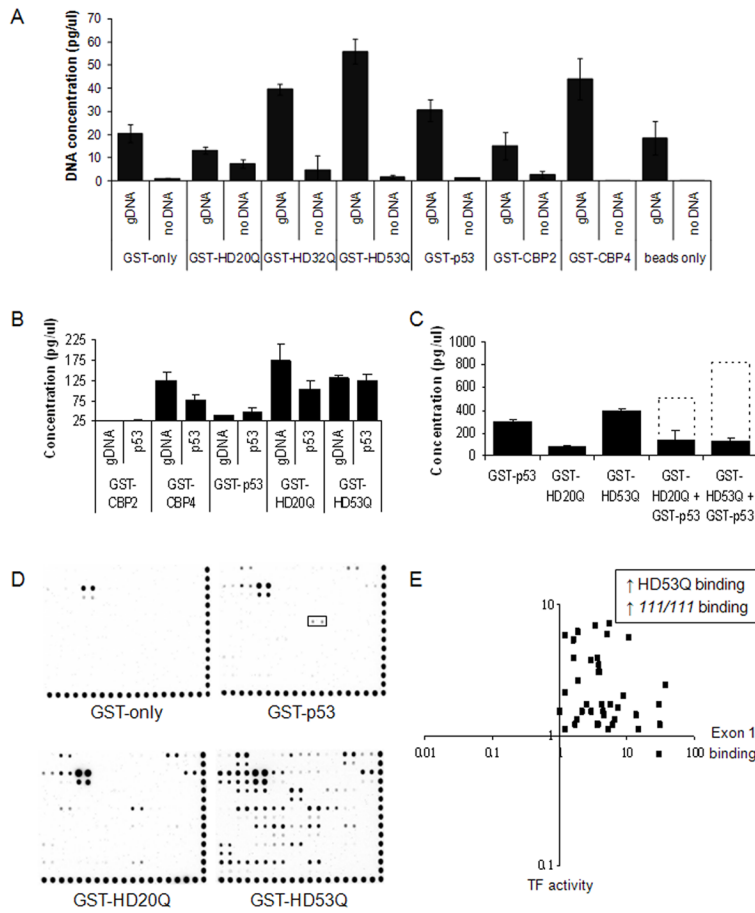 A
DNA concentration (pg/ul)
70
60
50
40
30
20
10
0
gDNA
no DNA
gDNA
no DNA
gDNA
no DNA
gDNA
no DNA
gDNA
no DNA
gDNA
no DNA
gDNA
no DNA
gDNA
no DNA
GST-only GST-HD20Q GST-HD32Q GST-HD53Q GST-p53 GST-CBP2 GST-CBP4 beads only
B
Concentration (pg/ul)
225
175
125
75
25
gDNA
p53
gDNA
p53
gDNA
p53
gDNA
p53
gDNA
p53
GST- GST- GST- p53 GST- GST-
CBP2 CBP4 HD20Q HD53Q
C
Concentration (pg/ul)
1000
800
600
400
200
0
GST-p53 GST- GST- GST- GST-
HD20Q HD53Q HD20Q + HD53Q +
GST-p53 GST-p53
D
GST-only GST-p53
GST-HD20Q GST-HD53Q
E
↑ HD53Q binding
↑ 111/111 binding
10
Exon 1
binding
0.01 0.1 1 1 10 100
0.1
TF activity